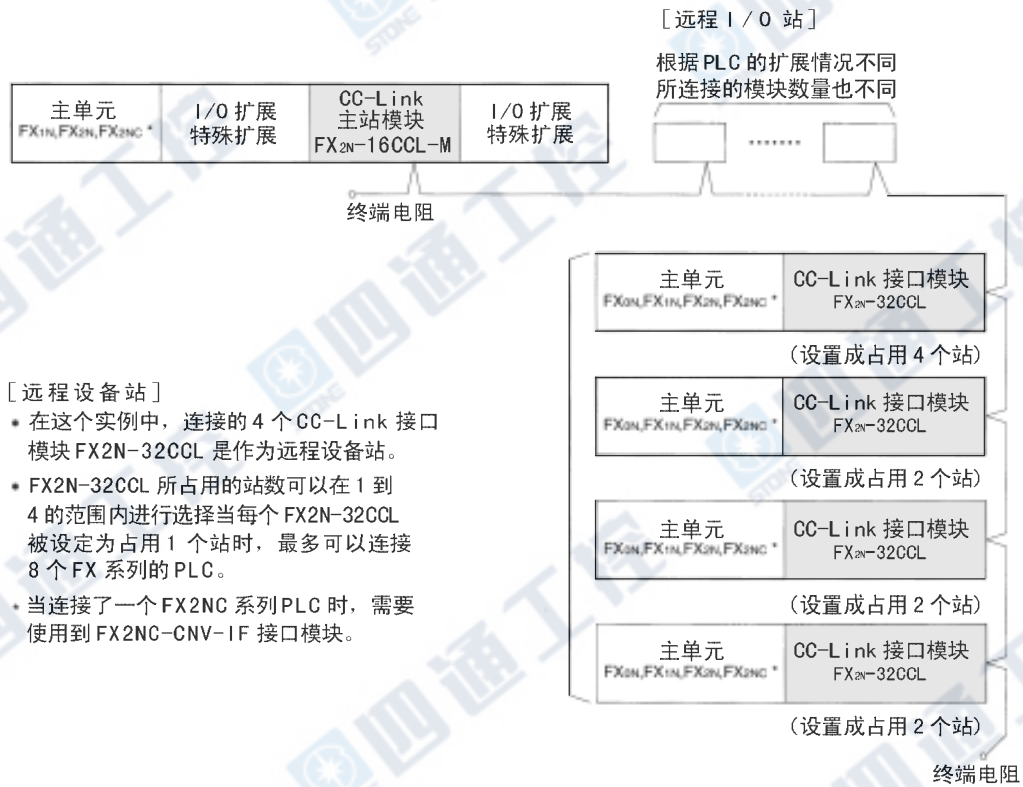 [远程 I/O 站]
根据 PLC 的扩展情况不同
所连接的模块数量也不同
主单元
FX1N,FX2N,FX2NC *
I/O 扩展
特殊扩展
CC-Link
主站模块
FX2N-16CCL-M
I/O 扩展
特殊扩展
终端电阻
主单元
FX0N,FX1N,FX2N,FX2NC *
CC-Link 接口模块
FX2N-32CCL
(设置成占用 4 个站)
主单元
FX0N,FX1N,FX2N,FX2NC *
CC-Link 接口模块
FX2N-32CCL
(设置成占用 2 个站)
主单元
FX0N,FX1N,FX2N,FX2NC *
CC-Link 接口模块
FX2N-32CCL
(设置成占用 2 个站)
主单元
FX0N,FX1N,FX2N,FX2NC *
CC-Link 接口模块
FX2N-32CCL
(设置成占用 2 个站)
终端电阻
[远程设备站]
• 在这个实例中，连接的 4 个 CC-Link 接口
模块 FX2N-32CCL 是作为远程设备站。
• FX2N-32CCL 所占用的站数可以在 1 到
4 的范围内进行选择当每个 FX2N-32CCL
被设定为占用 1 个站时，最多可以连接
8 个 FX 系列的 PLC。
• 当连接了一个 FX2NC 系列 PLC 时，需要
使用到 FX2NC-CNV-IF 接口模块。
四通工控
STONE